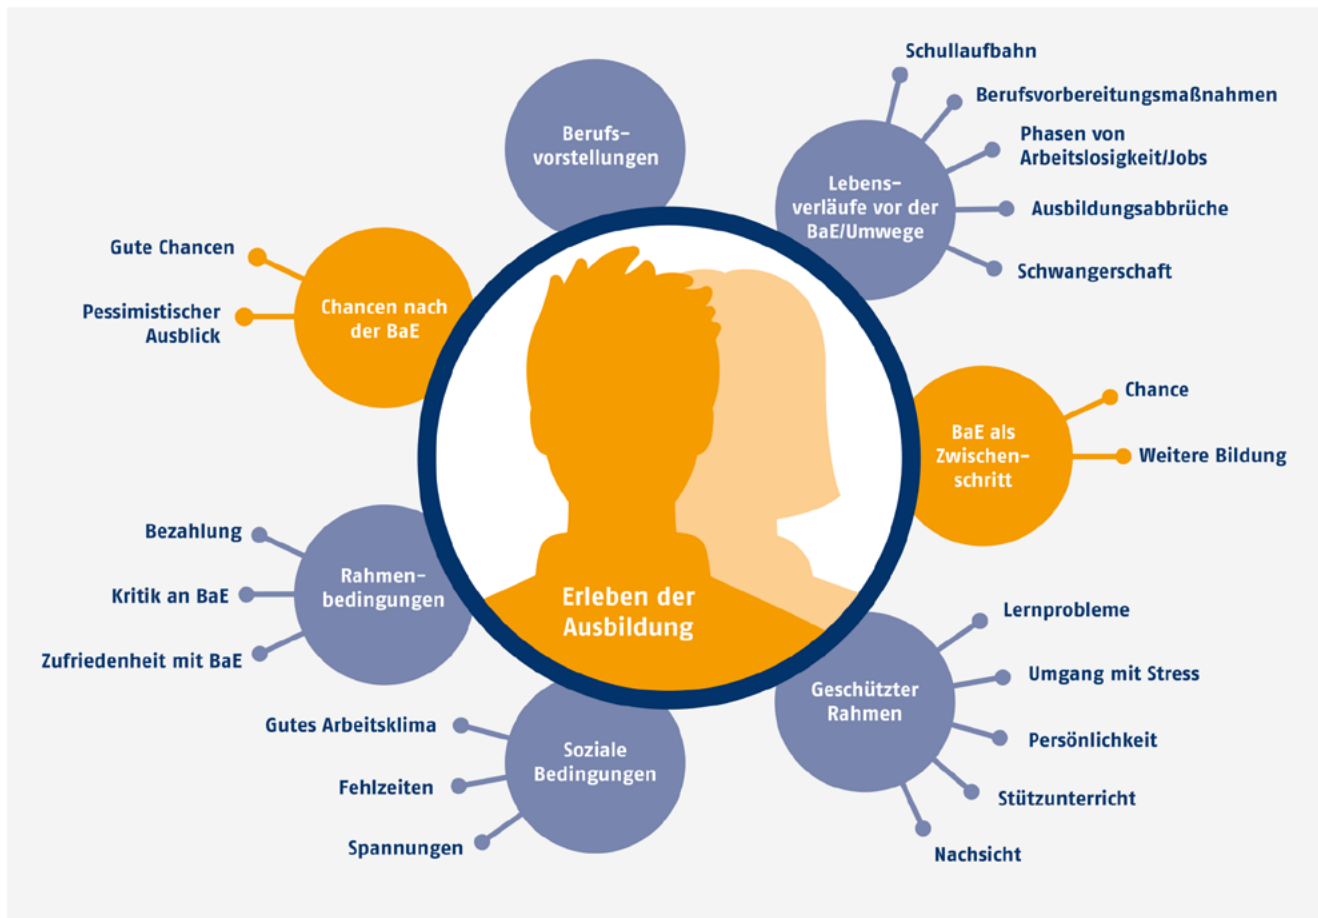 Berufs-
vorstellungen
Schullaufbahn
Berufsvorbereitungsmaßnahmen
Phasen von
Arbeitslosigkeit/Jobs
Ausbildungsabbrüche
Schwangerschaft
Lebens-
verläufe vor der
BaE/Umwege
Gute Chancen
Pessimistischer
Ausblick
Chancen nach
der BaE
Chance
Weitere Bildung
BaE als
Zwischen-
schritt
Bezahlung
Kritik an BaE
Zufriedenheit mit BaE
Rahmen-
bedingungen
Erleben der
Ausbildung
Lernprobleme
Umgang mit Stress
Persönlichkeit
Stützunterricht
Nachsicht
Geschützter
Rahmen
Gutes Arbeitsklima
Fehlzeiten
Spannungen
Soziale
Bedingungen